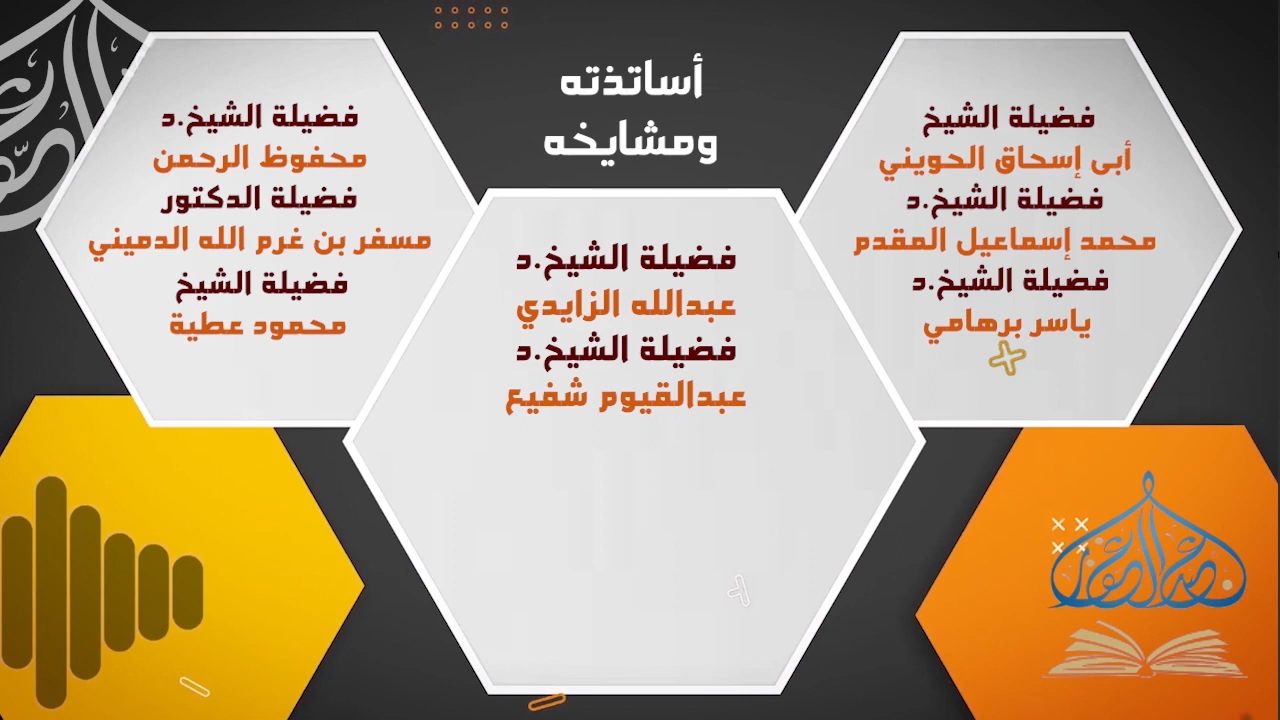 أساتذته
ومشايخه
فضيلة الشيخ
أبى إسحاق الحويني
فضيلة الشيخ.د
محمد إسماعيل المقدم
فضيلة الشيخ.د
ياسر برهامي
فضيلة الشيخ.د
عبدالله الزايدي
فضيلة الشيخ.د
عبدالقيوم شفيع
فضيلة الشيخ.د
محفوظ الرحمن
فضيلة الدكتور
مسفر بن غرم الله الدميني
فضيلة الشيخ
محمود عطية